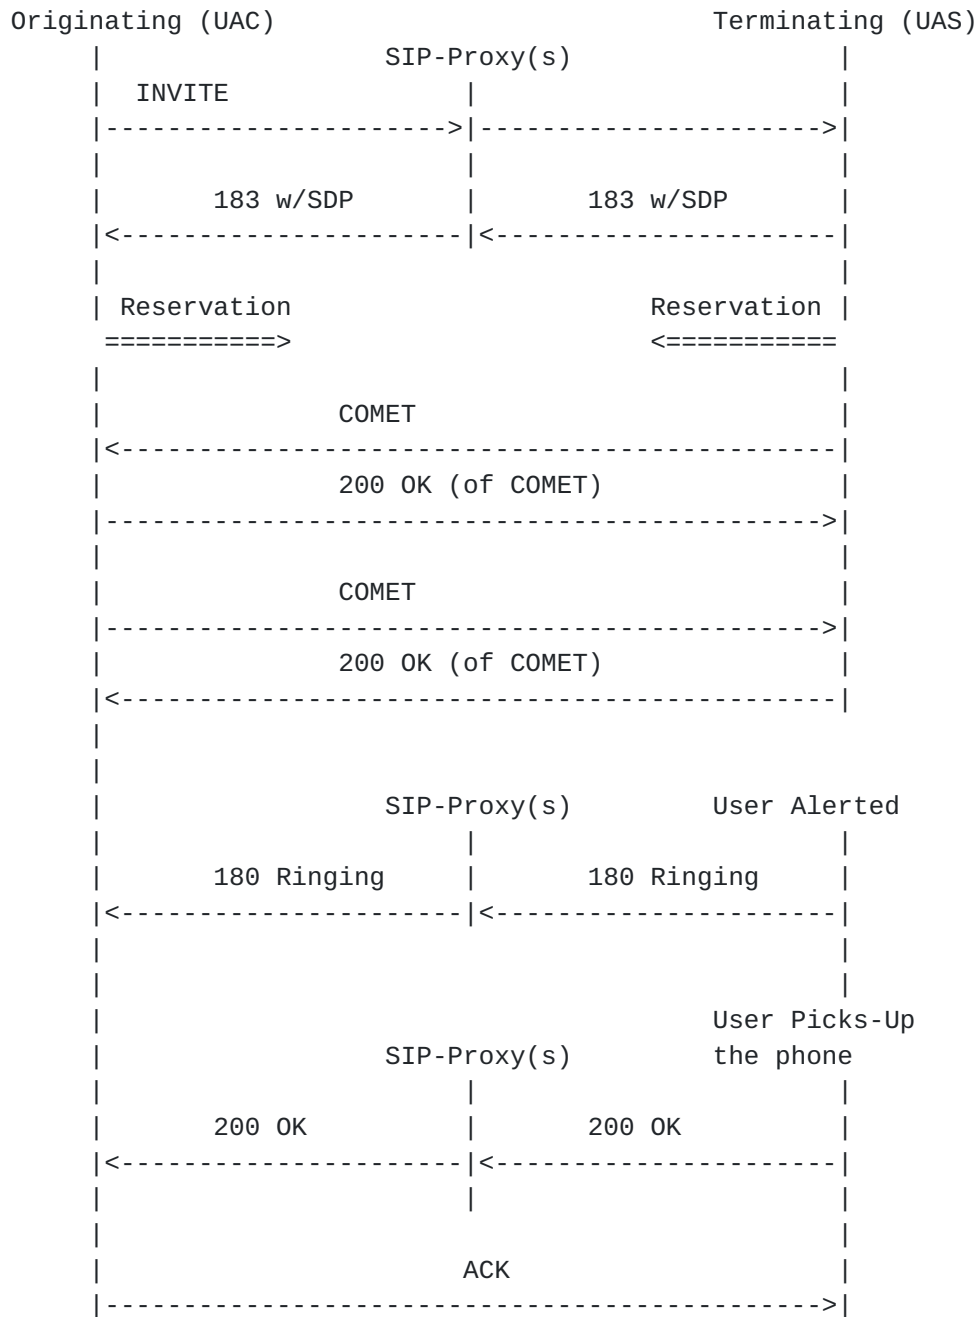 Originating (UAC) Terminating (UAS)
SIP-Proxy(s)
INVITE
183 w/SDP 183 w/SDP
Reservation Reservation
COMET
200 OK (of COMET)
COMET
200 OK (of COMET)
SIP-Proxy(s) User Alerted
180 Ringing 180 Ringing
User Picks-Up
SIP-Proxy(s) the phone
200 OK 200 OK
ACK